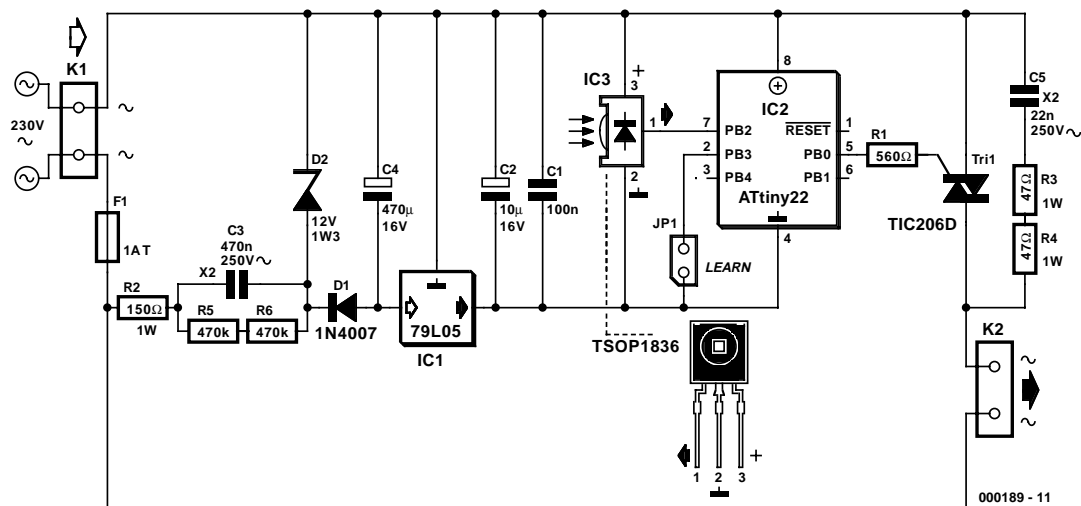 K1
230V
~
~
~
F1
1AT
R2
150Ω
1W
C3
470n
250V~
X2
R5
470k
R6
470k
D2
12V
1W3
D1
1N4007
C4
470µ
16V
79L05
IC1
C2
10µ
16V
C1
100n
IC3
+
3
1
2
TSOP1836
JP1
LEARN
8
IC2
7
PB2
2
PB3
3
PB4
RESET
1
PB0
5
PB1
6
ATtiny22
4
R1
560Ω
Tri1
TIC206D
C5
X2
22n
250V~
47Ω
R3
1W
47Ω
R4
1W
K2
~
~
1
2
3
+
000189 - 11